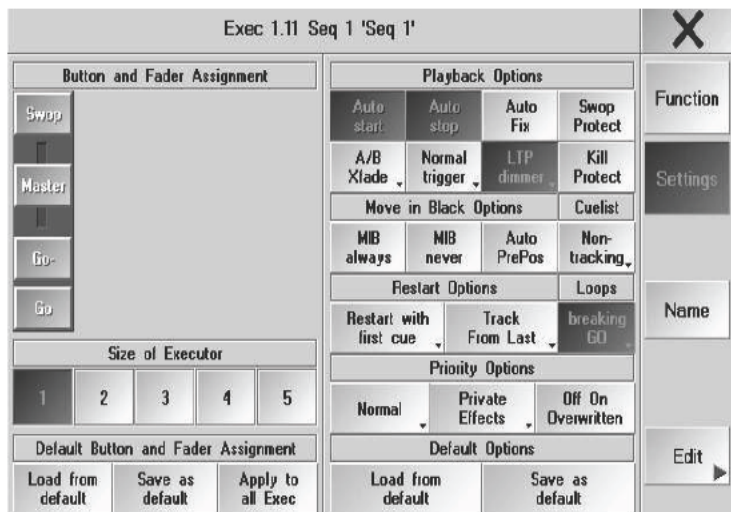 Exec 1.11 Seq 1 'Seq 1'
Button and Fader Assignment
Swop
Master
Go-
Go
Size of Executor
1 2 3 4 5
Default Button and Fader Assignment
Load from
default
Save as
default
Apply to
all Exec
Playback Options
Auto
start
Auto
stop
Auto
Fix
Swop
Protect
A/B
Xfade
Normal
trigger
LTP
dimmer
Kill
Protect
Move in Black Options
Cuelist
MIB
always
MIB
never
Auto
PrePos
Non-
tracking
Restart Options
Loops
Restart with
first cue
Track
From Last
breaking
GO
Priority Options
Normal
Private
Effects
Off On
Overwritten
Default Options
Load from
default
Save as
default
Function
Settings
Name
Edit